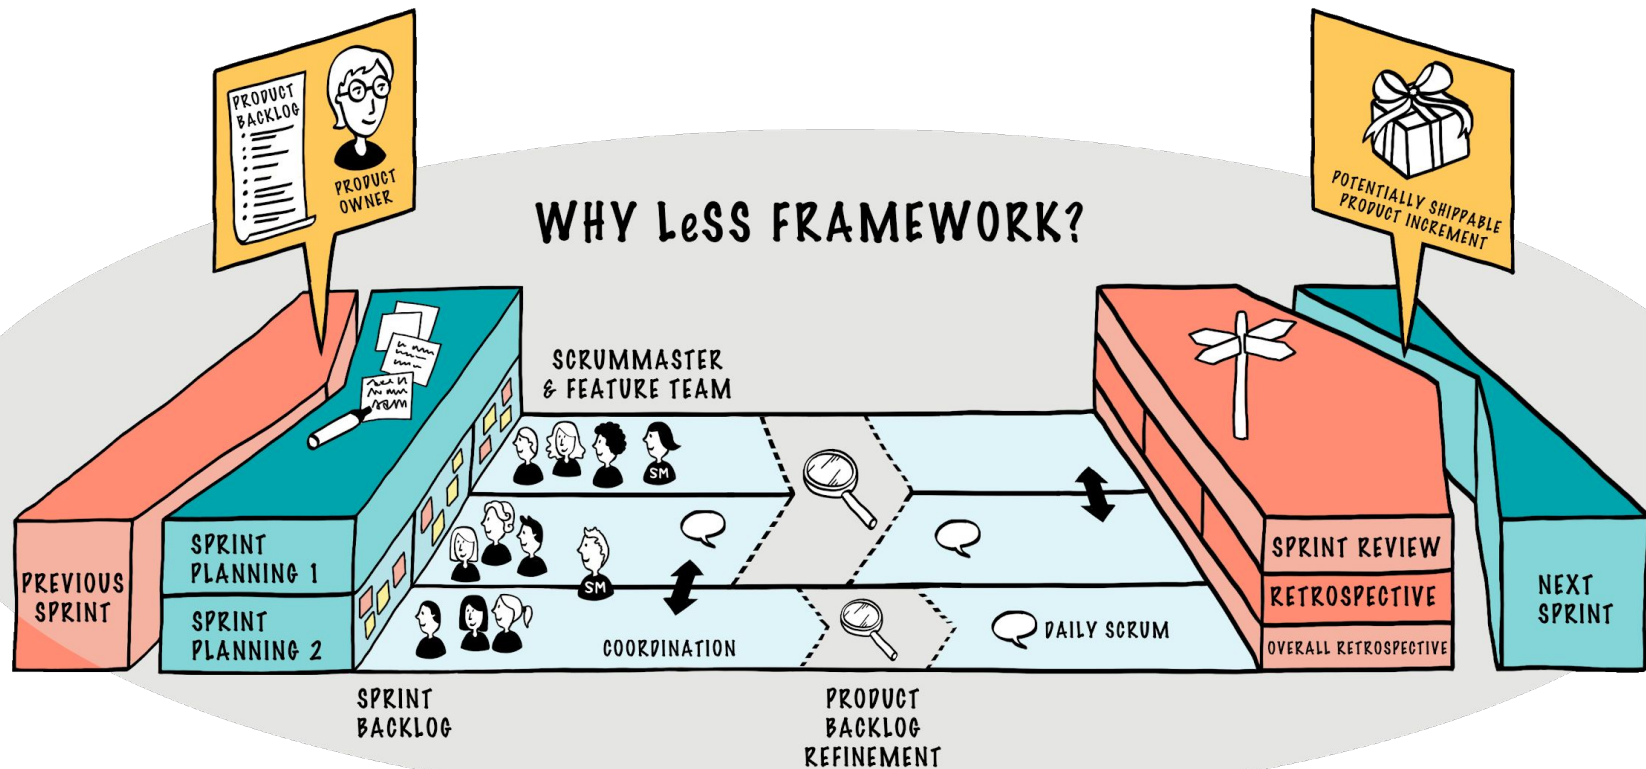 PRODUCT
BACKLOG
PRODUCT
OWNER
WHY LeSS FRAMEWORK?
POTENTIALLY SHIPPABLE
PRODUCT INCREMENT
SCRUMMASTER
& FEATURE TEAM
SM
SM
PREVIOUS
SPRINT
SPRINT
PLANNING 1
SPRINT
PLANNING 2
COORDINATION
DAILY SCRUM
SPRINT REVIEW
RETROSPECTIVE
OVERALL RETROSPECTIVE
NEXT
SPRINT
SPRINT
BACKLOG
PRODUCT
BACKLOG
REFINEMENT